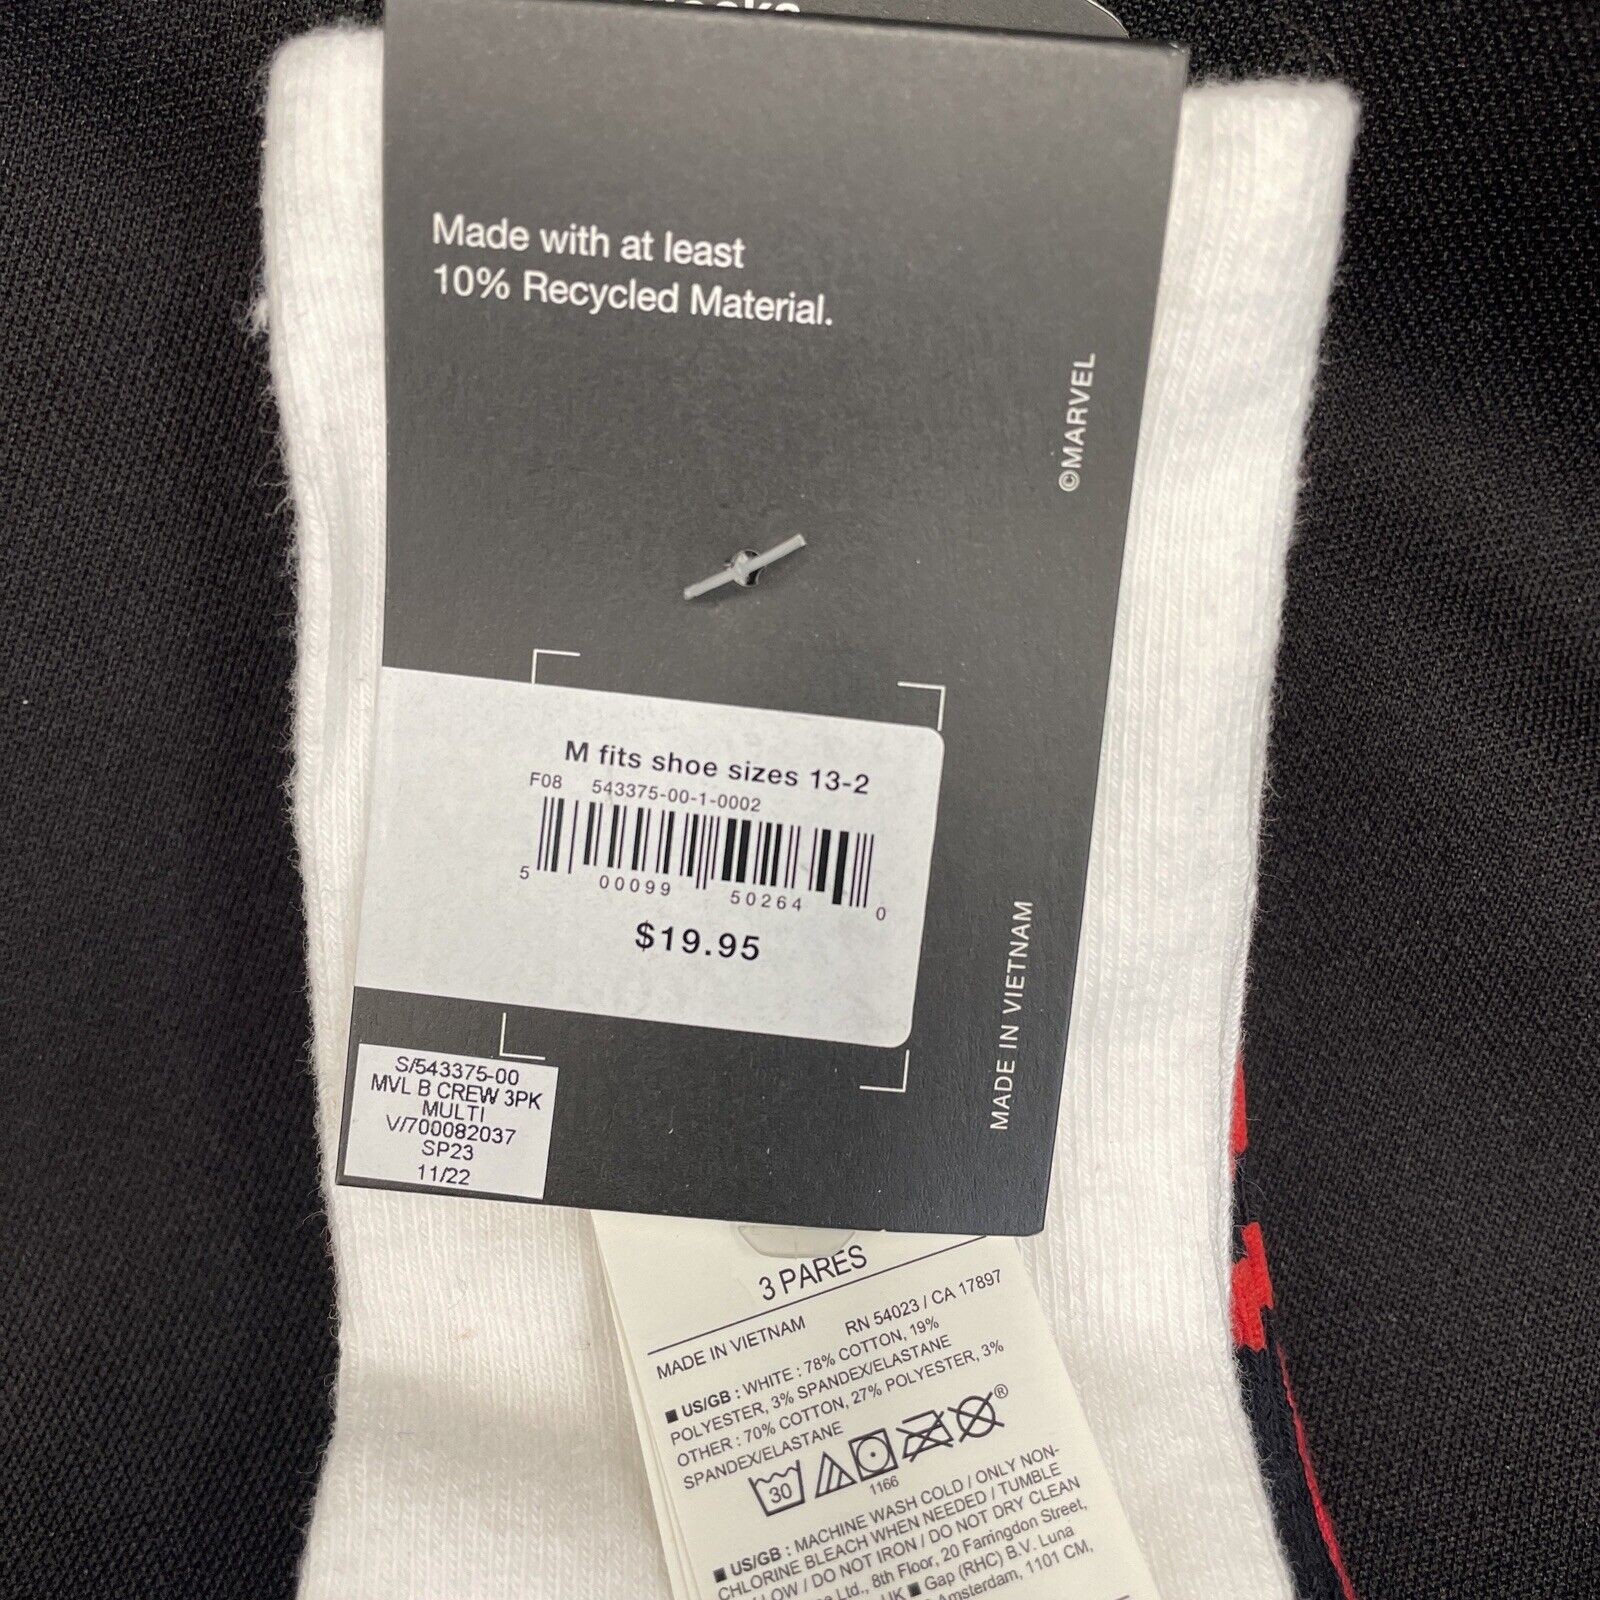 Made with at least
10% Recycled Material.
©MARVEL
M fits shoe sizes 13-2
F08 543375-00-1-0002
5 00099 50264 0
$19.95
MADE IN VIETNAM
S/543375-00
MVL B CREW 3PK
MULTI
V/700082037
SP23
11/22
3 PARES
MADE IN VIETNAM RN 54023 / CA 17897
■ US/GB : WHITE : 78% COTTON, 19%
POLYESTER, 3% SPANDEX/ELASTANE
OTHER : 70% COTTON, 27% POLYESTER, 3%
SPANDEX/ELASTANE
30 ®
1166
■ US/GB : MACHINE WASH COLD / ONLY NON-
CHLORINE BLEACH WHEN NEEDED / TUMBLE
LOW / DO NOT IRON / DO NOT DRY CLEAN
Ltd., 8th Floor, 20 Farringdon Street,
UK ■ Gap (RHC) B.V. Luna
Amsterdam, 1101 CM,